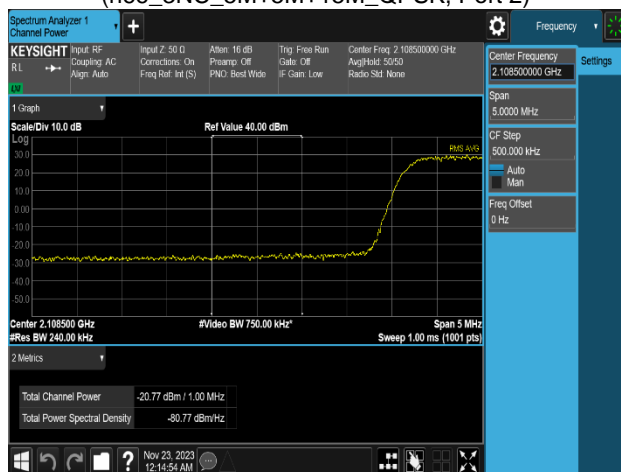 (n66_3NC_5M+5M+15M_QPSK, Port 2)
Spectrum Analyzer 1
Channel Power
Frequency
KEYSIGHT
R L
Input: RF
Coupling: AC
Align: Auto
Input Z: 50 Ω
Corrections: On
Freq Ref: Int (S)
Atten: 16 dB
Preamp: Off
PNO: Best Wide
Trig: Free Run
Gate: Off
IF Gain: Low
Center Freq: 2.108500000 GHz
Avg|Hold: 50/50
Radio Std: None
Center Frequency
2.108500000 GHz
Settings
Span
5.0000 MHz
CF Step
500.000 kHz
Auto
Man
Freq Offset
0 Hz
1 Graph
Scale/Div 10.0 dB
Ref Value 40.00 dBm
Log
RMS AVG
30.0
20.0
10.0
0.00
-10.0
-20.0
-30.0
-40.0
-50.0
Center 2.108500 GHz
#Video BW 750.00 kHz*
Span 5 MHz
#Res BW 240.00 kHz
Sweep 1.00 ms (1001 pts)
2 Metrics
Total Channel Power -20.77 dBm / 1.00 MHz
Total Power Spectral Density -80.77 dBm/Hz
Nov 23, 2023
12:14:54 AM